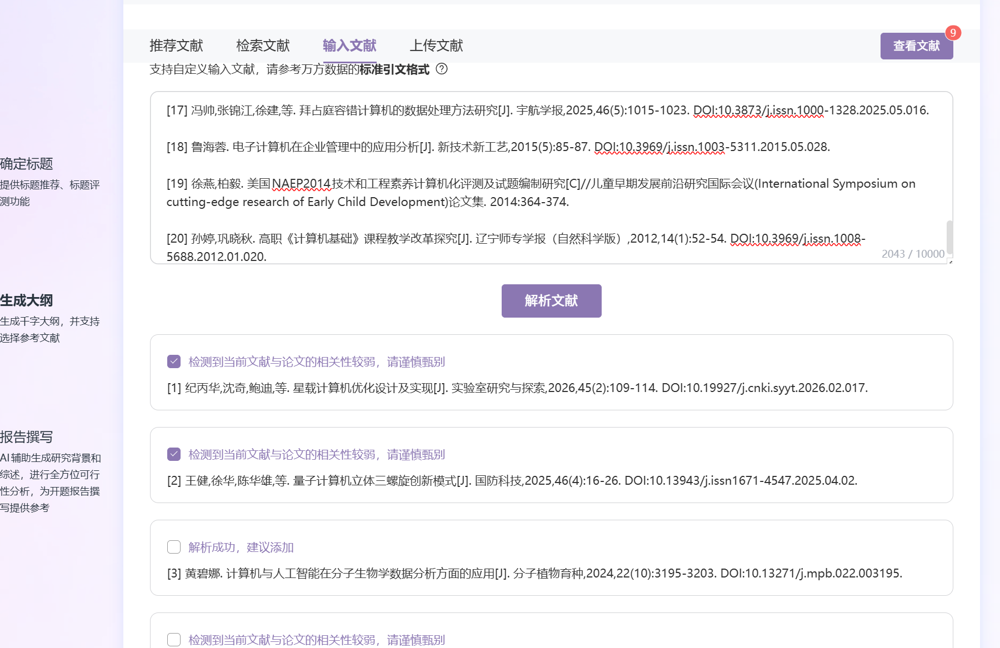 推荐文献
检索文献
输入文献
上传文献
查看文献
9
支持自定义输入文献，请参考万方数据的标准引文格式 ?
[17] 冯帅,张锦江,徐建,等. 拜占庭容错计算机的数据处理方法研究[J]. 宇航学报,2025,46(5):1015-1023. DOI:10.3873/j.issn.1000-1328.2025.05.016.
[18] 鲁海蓉. 电子计算机在企业管理中的应用分析[J]. 新技术新工艺,2015(5):85-87. DOI:10.3969/j.issn.1003-5311.2015.05.028.
[19] 徐燕,柏毅. 美国NAEP2014技术和工程素养计算机化评测及试题编制研究[C]//儿童早期发展前沿研究国际会议(International Symposium on
cutting-edge research of Early Child Development)论文集. 2014:364-374.
[20] 孙婷,巩晓秋. 高职《计算机基础》课程教学改革探究[J]. 辽宁师专学报（自然科学版）,2012,14(1):52-54. DOI:10.3969/j.issn.1008-
5688.2012.01.020.
2043 / 10000
解析文献
检测到当前文献与论文的相关性较弱，请谨慎甄别
[1] 纪丙华,沈奇,鲍迪,等. 星载计算机优化设计及实现[J]. 实验室研究与探索,2026,45(2):109-114. DOI:10.19927/j.cnki.syyt.2026.02.017.
检测到当前文献与论文的相关性较弱，请谨慎甄别
[2] 王健,徐华,陈华雄,等. 量子计算机立体三螺旋创新模式[J]. 国防科技,2025,46(4):16-26. DOI:10.13943/j.issn1671-4547.2025.04.02.
解析成功，建议添加
[3] 黄碧娜. 计算机与人工智能在分子生物学数据分析方面的应用[J]. 分子植物育种,2024,22(10):3195-3203. DOI:10.13271/j.mpb.022.003195.
检测到当前文献与论文的相关性较弱，请谨慎甄别
确定标题
提供标题推荐、标题评
测功能
生成大纲
生成千字大纲，并支持
选择参考文献
报告撰写
AI辅助生成研究背景和
综述，进行全方位可行
性分析，为开题报告撰
写提供参考